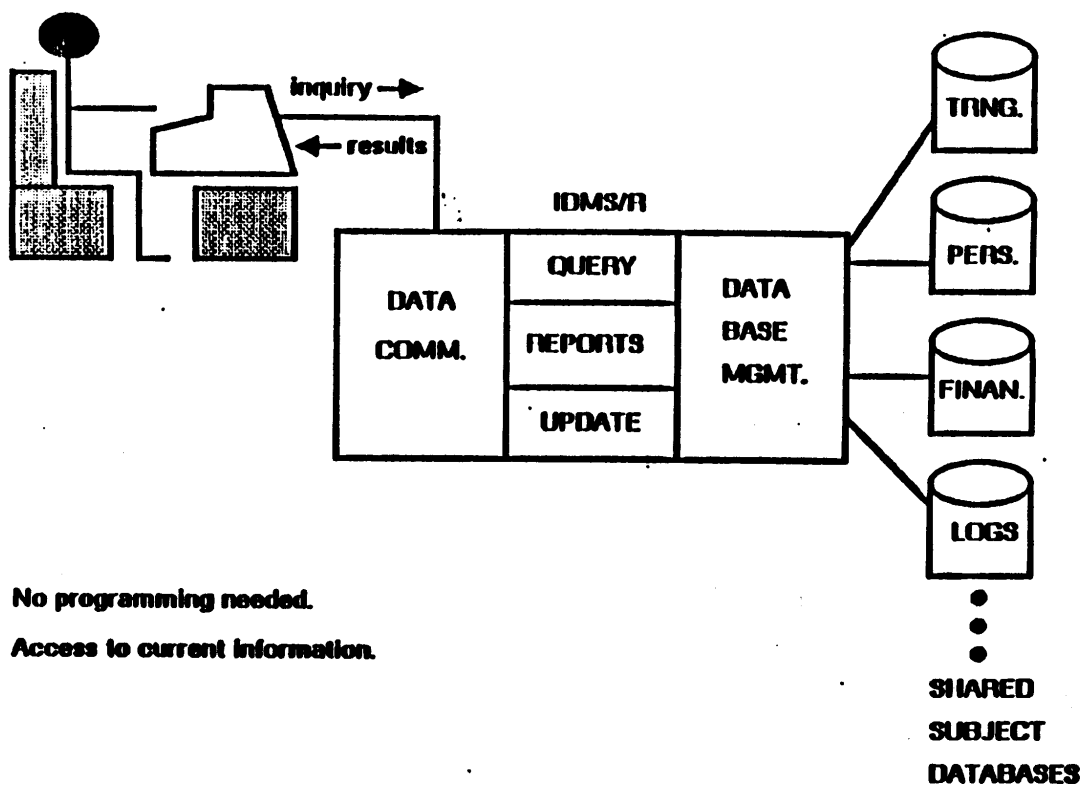 inquiry
results
IDMS/R
DATA
COMM.
QUERY
REPORTS
UPDATE
DATA
BASE
MGMT.
TRNG.
PERS.
FINAN.
LOGS
SHARED
SUBJECT
DATABASES
No programming needed.
Access to current information.